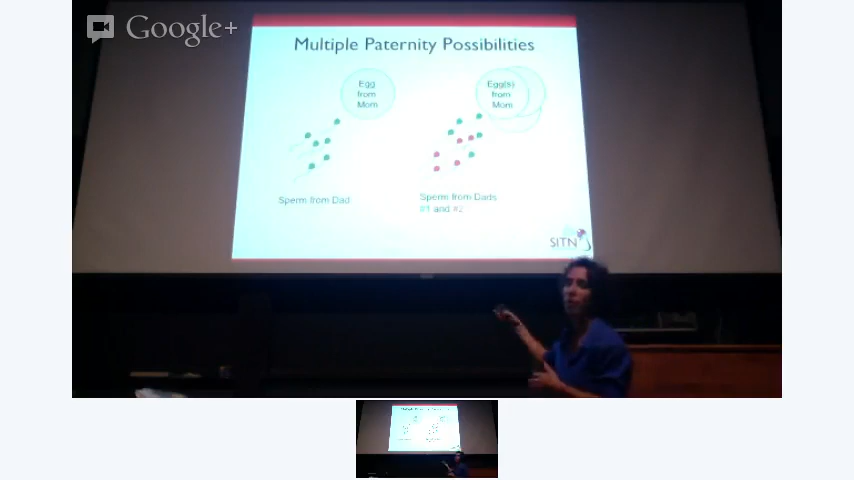 Google+
Multiple Paternity Possibilities
Egg
from
Mom
Egg(s)
from
Mom
Sperm from Dad
Sperm from Dads
#1 and #2
SITN